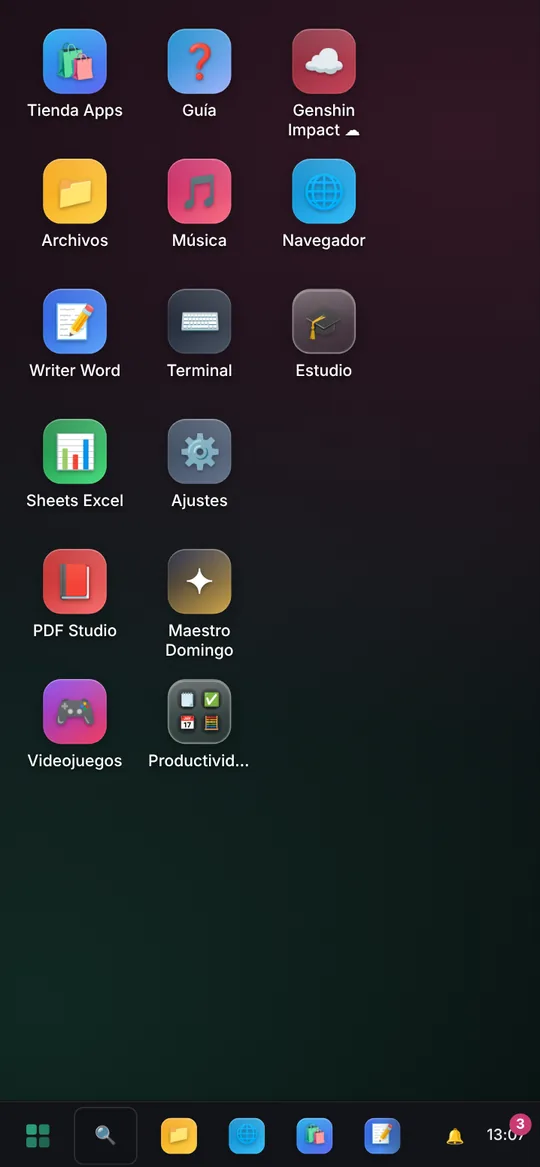 Tienda Apps
Guía
Genshin
Impact ☁
Archivos
Música
Navegador
Writer Word
Terminal
Estudio
Sheets Excel
Ajustes
PDF Studio
Maestro
Domingo
Videojuegos
Productivid...
13:07
3